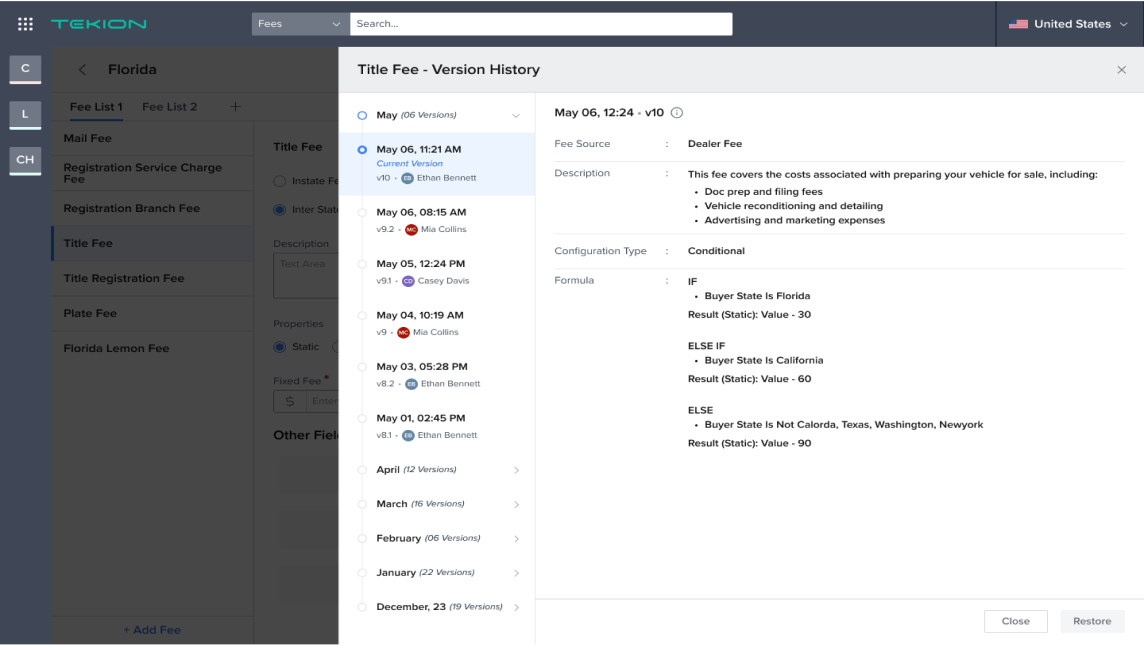 TEKION
Fees
Search...
United States
C
L
CH
Florida
Fee List 1
Fee List 2
+
Mail Fee
Registration Service Charge
Fee
Registration Branch Fee
Title Fee
Title Registration Fee
Plate Fee
Florida Lemon Fee
+ Add Fee
Title Fee
Instate Fe
Inter State
Description
Text Area
Properties
Static
Fixed Fee *
$ Enter
Other Fiel
Title Fee - Version History
May (06 Versions)
May 06, 11:21 AM
Current Version
v10 • EB Ethan Bennett
May 06, 08:15 AM
v9.2 • MC Mia Collins
May 05, 12:24 PM
v9.1 • CD Casey Davis
May 04, 10:19 AM
v9 • MC Mia Collins
May 03, 05:28 PM
v8.2 • EB Ethan Bennett
May 01, 02:45 PM
v8.1 • EB Ethan Bennett
April (12 Versions)
March (16 Versions)
February (06 Versions)
January (22 Versions)
December, 23 (19 Versions)
May 06, 12:24 • v10
Fee Source : Dealer Fee
Description : This fee covers the costs associated with preparing your vehicle for sale, including:
• Doc prep and filing fees
• Vehicle reconditioning and detailing
• Advertising and marketing expenses
Configuration Type : Conditional
Formula : IF
• Buyer State Is Florida
Result (Static): Value - 30
ELSE IF
• Buyer State Is California
Result (Static): Value - 60
ELSE
• Buyer State Is Not Calorda, Texas, Washington, Newyork
Result (Static): Value - 90
Close
Restore